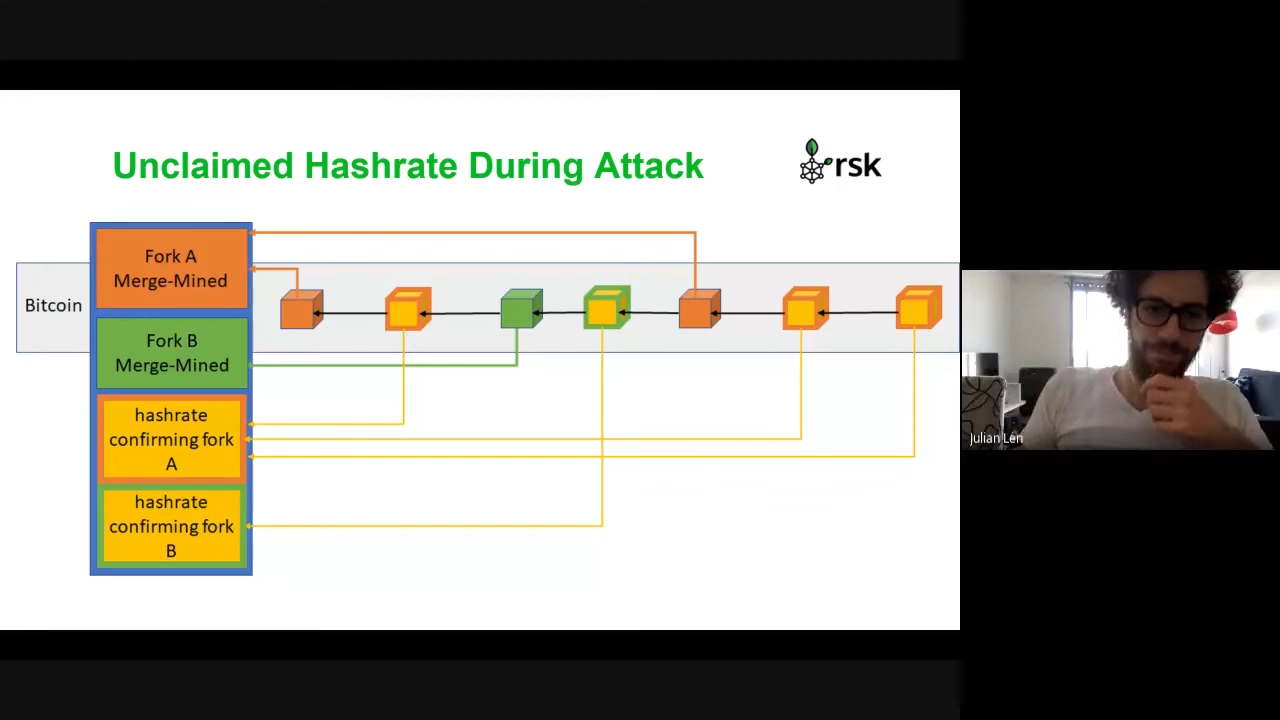 Unclaimed Hashrate During Attack
rsk
Bitcoin
Fork A
Merge-Mined
Fork B
Merge-Mined
hashrate
confirming fork
A
hashrate
confirming fork
B
Julian Len